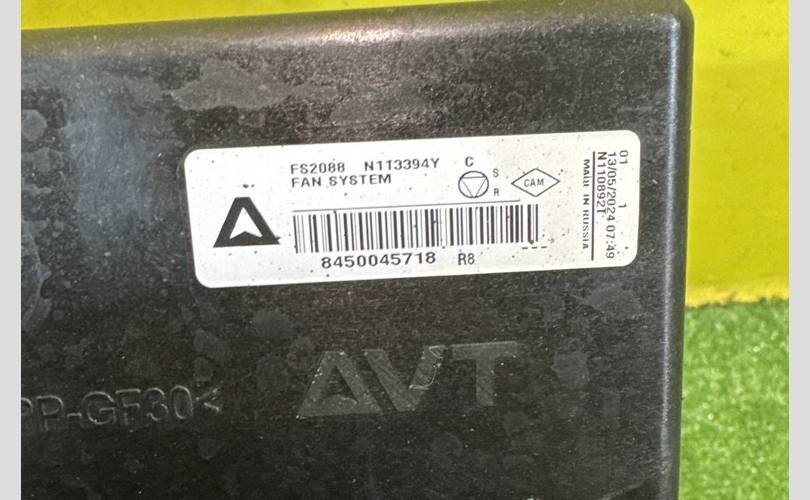 FS2088 N113394Y C
FAN SYSTEM
S
R
CAM
8450045718 R8
01 1
13/05/2024 07:49
N110892T
MADE IN RUSSIA
AVT
PP-GF30<